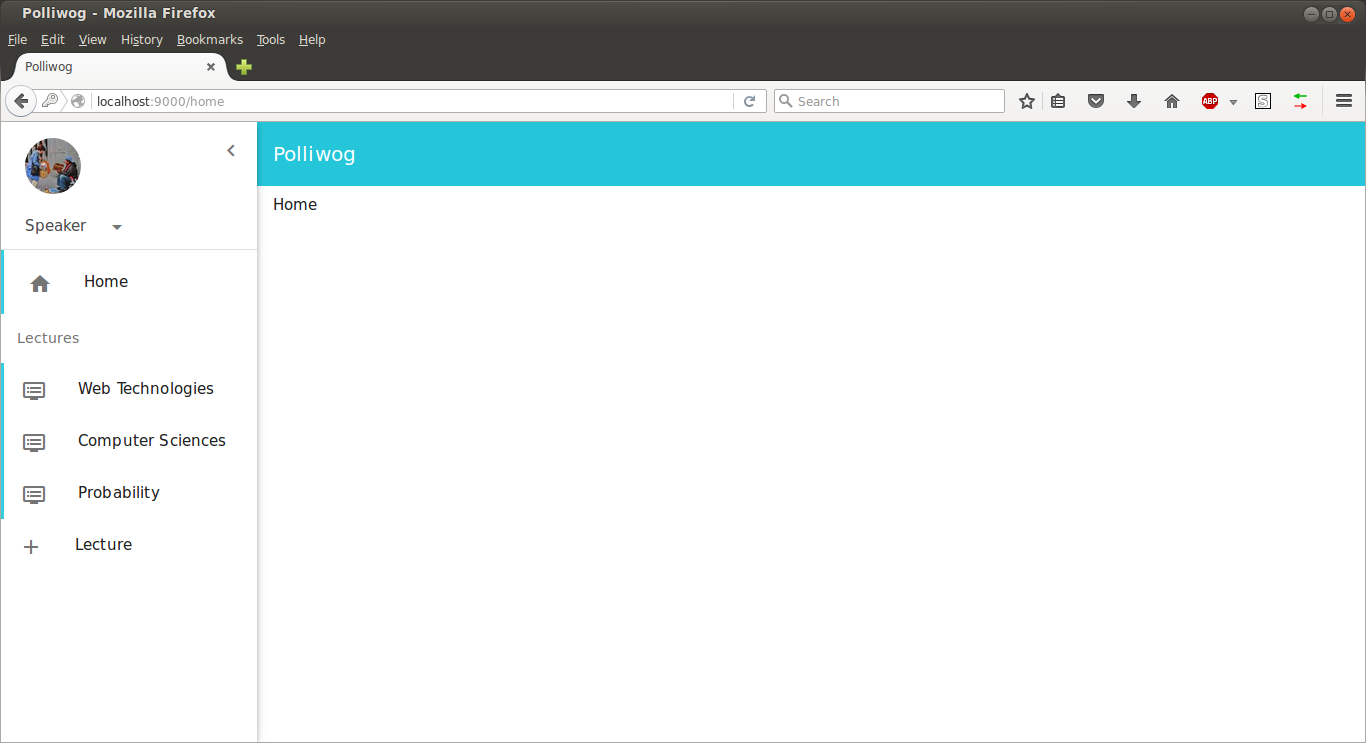 Polliwog - Mozilla Firefox
File Edit View History Bookmarks Tools Help
Polliwog
localhost:9000/home
Search
ABP
S
Polliwog
Speaker
Home
Home
Lectures
Web Technologies
Computer Sciences
Probability
Lecture